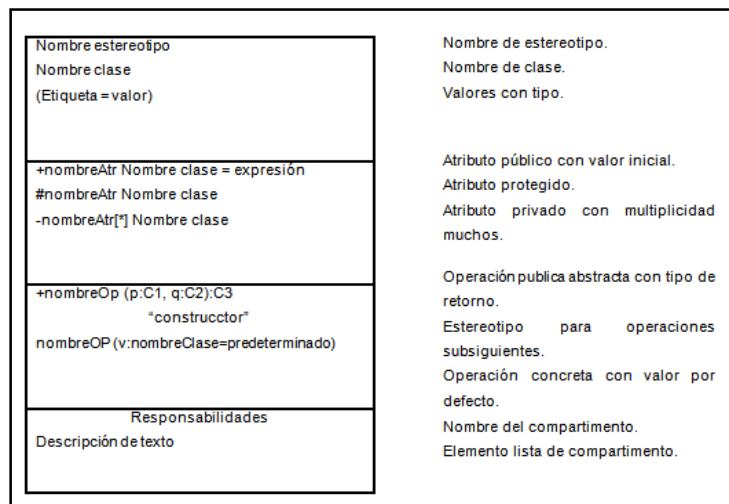 Nombre estereotipo
Nombre clase
(Etiqueta = valor)
+nombreAtr Nombre clase = expresión
#nombreAtr Nombre clase
-nombreAtr[*] Nombre clase
+nombreOp (p:C1, q:C2):C3
“construcctor”
nombreOP (v:nombreClase=predeterminado)
Responsabilidades
Descripción de texto
Nombre de estereotipo.
Nombre de clase.
Valores con tipo.
Atributo público con valor inicial.
Atributo protegido.
Atributo privado con multiplicidad
muchos.
Operación publica abstracta con tipo de
retorno.
Estereotipo para operaciones
subsiguientes.
Operación concreta con valor por
defecto.
Nombre del compartimento.
Elemento lista de compartimento.